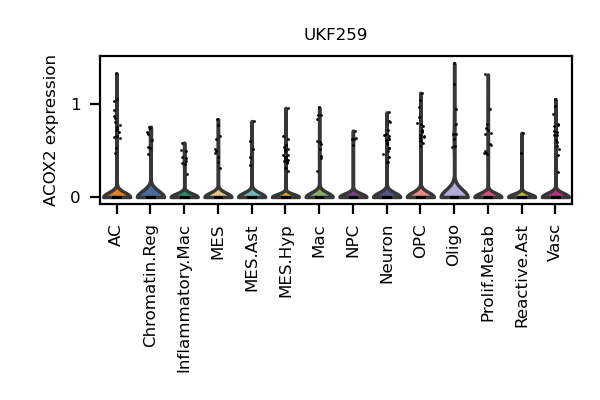 UKF259
ACOX2 expression
1
0
AC
Chromatin.Reg
Inflammatory.Mac
MES
MES.Ast
MES.Hyp
Mac
NPC
Neuron
OPC
Oligo
Prolif.Metab
Reactive.Ast
Vasc